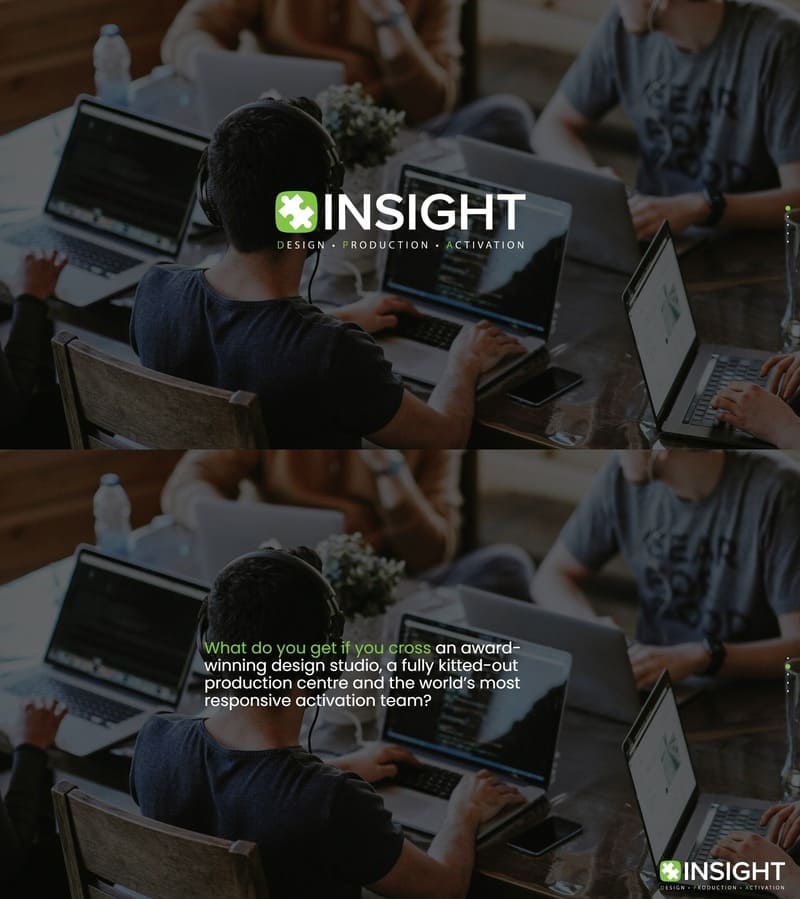 INSIGHT
DESIGN • PRODUCTION • ACTIVATION
What do you get if you cross an award-
winning design studio, a fully kitted-out
production centre and the world's most
responsive activation team?
INSIGHT
DESIGN • PRODUCTION • ACTIVATION